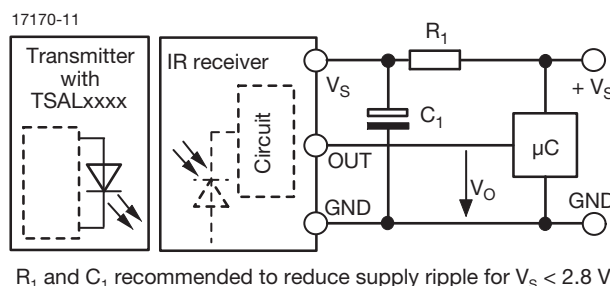 17170-11
Transmitter
with
TSALxxxx
IR receiver
Circuit
VS
OUT
GND
R1
C1
VO
µC
+ VS
GND
R1 and C1 recommended to reduce supply ripple for VS < 2.8 V